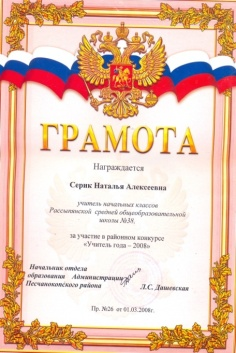 ГРАМОТА
Награждается
Серик Наталья Алексеевна
учитель начальных классов
Рассыпянской средней общеобразовательной
школы №38,
за участие в районном конкурсе
«Учитель года – 2008»
Начальник отдела
образования Администрации
Песчанокопского района Л.С. Дашевская
Пр. №26 от 01.03.2008г.